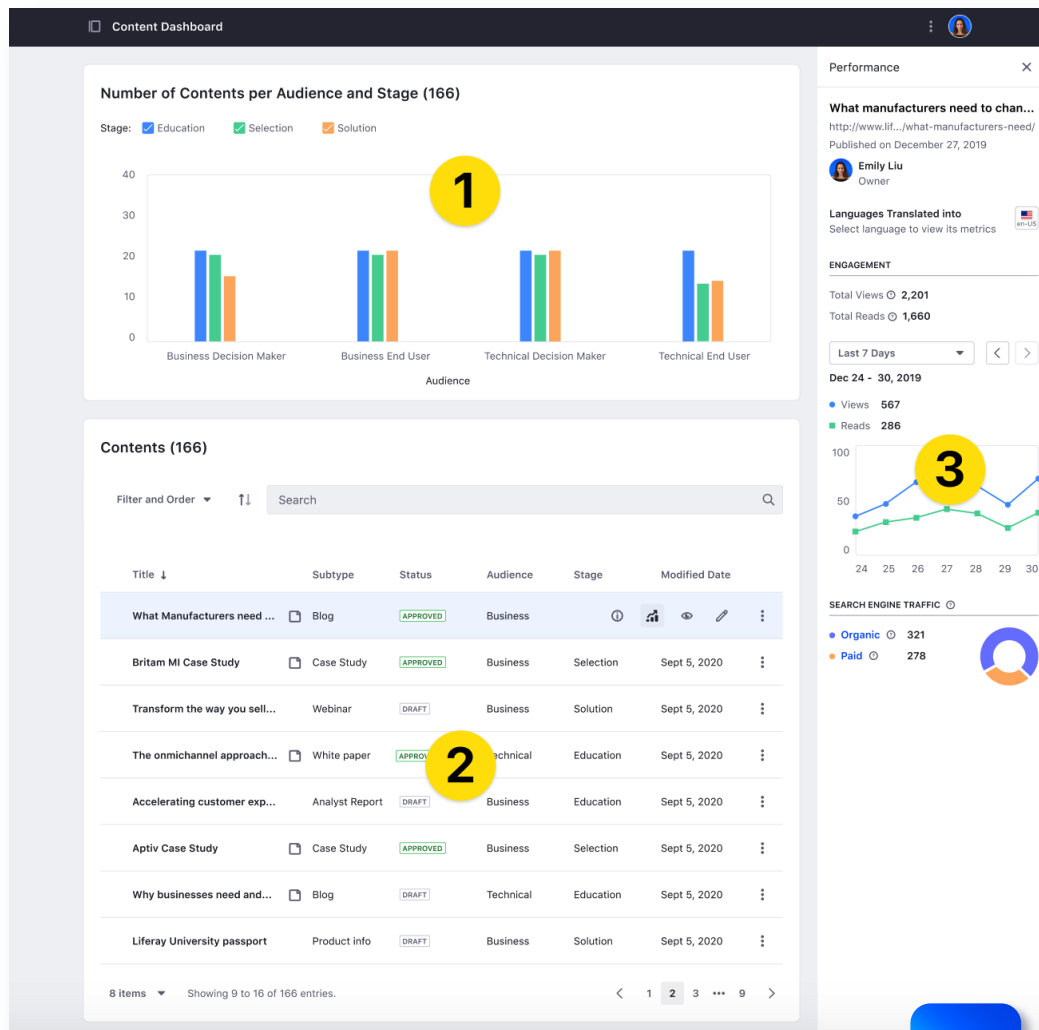 Content Dashboard
Number of Contents per Audience and Stage (166)
Stage: Education Selection Solution
40
30
20
10
0
1
Business Decision Maker Business End User Technical Decision Maker Technical End User
Audience
Contents (166)
Filter and Order Search
Title Subtype Status Audience Stage Modified Date
What Manufacturers need ... Blog APPROVED Business
Britam MI Case Study Case Study APPROVED Business Selection Sept 5, 2020
Transform the way you sell... Webinar DRAFT Business Solution Sept 5, 2020
The onmichannel approach... White paper Education Sept 5, 2020
2
Accelerating customer exp... Analyst Report DRAFT Business Education Sept 5, 2020
Aptiv Case Study Case Study APPROVED Business Selection Sept 5, 2020
Why businesses need and... Blog DRAFT Technical Education Sept 5, 2020
Liferay University passport Product info DRAFT Business Solution Sept 5, 2020
8 items Showing 9 to 16 of 166 entries. 1 2 3 ••• 9
Performance
What manufacturers need to chan...
http://www.lif.../what-manufacturers-need/
Published on December 27, 2019
Emily Liu
Owner
Languages Translated into
Select language to view its metrics
en-US
ENGAGEMENT
Total Views 2,201
Total Reads 1,660
Last 7 Days
Dec 24 - 30, 2019
Views 567
Reads 286
100
50
0
3
24 25 26 27 28 29 30
SEARCH ENGINE TRAFFIC
Organic 321
Paid 278